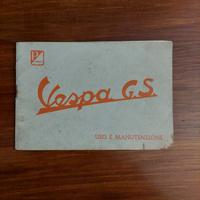 Vespa G.S.
USO E MANUTENZIONE